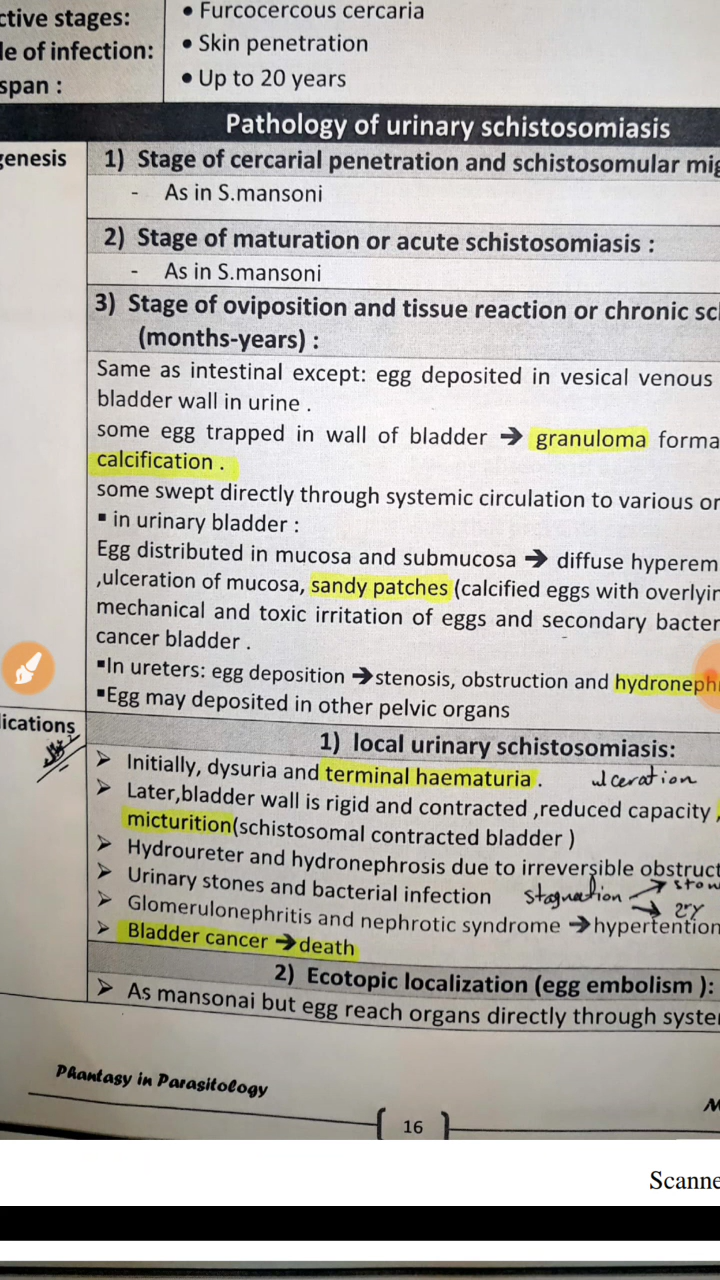 ctive stages:
• Furcocercous cercaria
le of infection:
• Skin penetration
span :
• Up to 20 years
Pathology of urinary schistosomiasis
genesis
1) Stage of cercarial penetration and schistosomular mig
- As in S.mansoni
2) Stage of maturation or acute schistosomiasis :
- As in S.mansoni
3) Stage of oviposition and tissue reaction or chronic sc
(months-years) :
Same as intestinal except: egg deposited in vesical venous
bladder wall in urine .
some egg trapped in wall of bladder ➔ granuloma forma
calcification .
some swept directly through systemic circulation to various or
▪ in urinary bladder :
Egg distributed in mucosa and submucosa ➔ diffuse hyperem
,ulceration of mucosa, sandy patches (calcified eggs with overlyin
mechanical and toxic irritation of eggs and secondary bacter
cancer bladder .
▪In ureters: egg deposition ➔stenosis, obstruction and hydroneph
▪Egg may deposited in other pelvic organs
lications
1) local urinary schistosomiasis:
➢ Initially, dysuria and terminal haematuria . ulceration
➢ Later,bladder wall is rigid and contracted ,reduced capacity ,
micturition(schistosomal contracted bladder )
➢ Hydroureter and hydronephrosis due to irreversible obstruct
➢ Urinary stones and bacterial infection stagnation → ston
→ 2ry
➢ Glomerulonephritis and nephrotic syndrome ➔hypertention
➢ Bladder cancer ➔death
2) Ecotopic localization (egg embolism ):
➢ As mansonai but egg reach organs directly through syste
Phantasy in Parasitology
16
M
Scanne